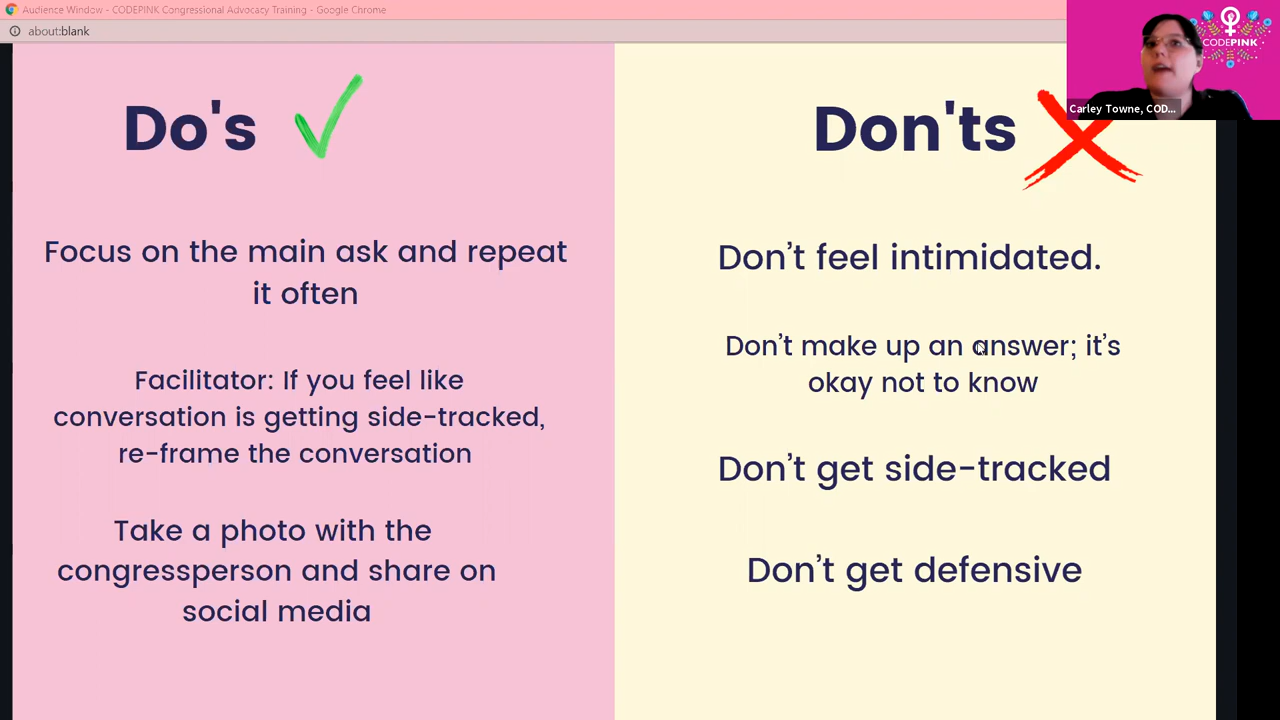 Audience Window - CODEPINK Congressional Advocacy Training - Google Chrome
about:blank
CODEPINK
Carley Towne, COD...
Do's
Focus on the main ask and repeat
it often
Facilitator: If you feel like
conversation is getting side-tracked,
re-frame the conversation
Take a photo with the
congressperson and share on
social media
Don'ts
Don’t feel intimidated.
Don’t make up an answer; it’s
okay not to know
Don’t get side-tracked
Don’t get defensive